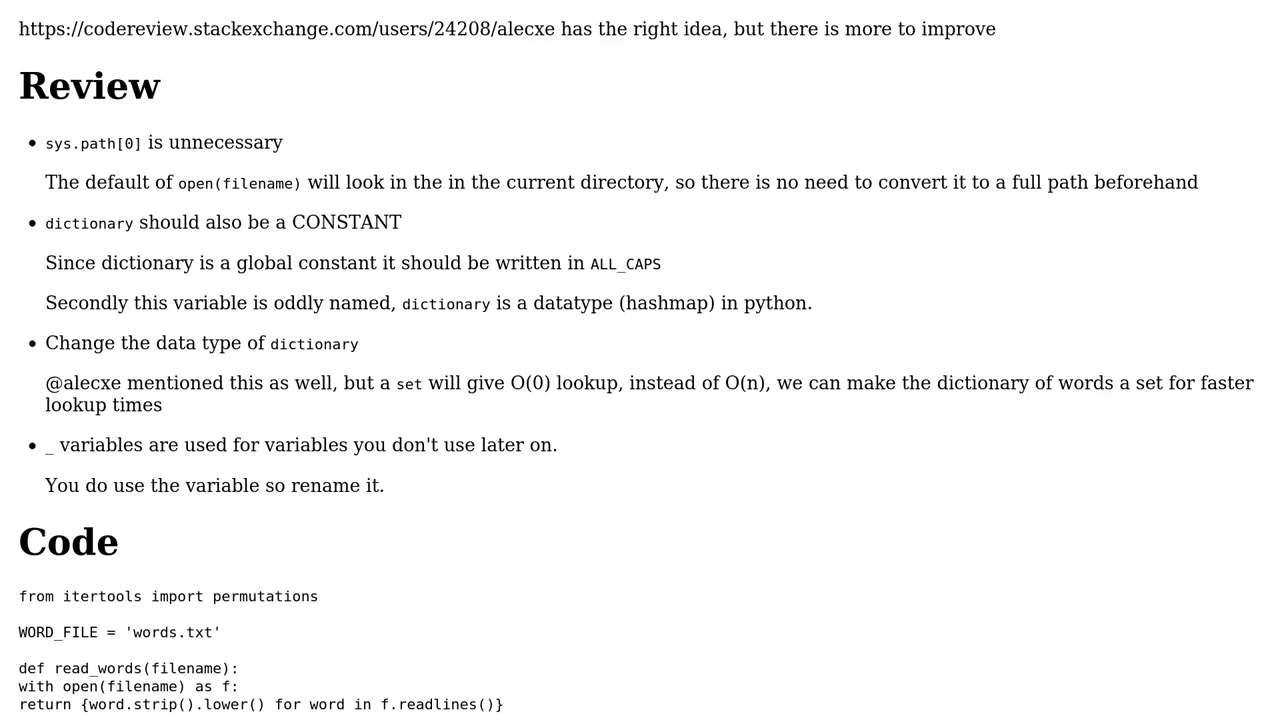 https://codereview.stackexchange.com/users/24208/alecxe has the right idea, but there is more to improve
Review
• sys.path[0] is unnecessary
The default of open(filename) will look in the in the current directory, so there is no need to convert it to a full path beforehand
• dictionary should also be a CONSTANT
Since dictionary is a global constant it should be written in ALL_CAPS
Secondly this variable is oddly named, dictionary is a datatype (hashmap) in python.
• Change the data type of dictionary
@alecxe mentioned this as well, but a set will give O(0) lookup, instead of O(n), we can make the dictionary of words a set for faster
lookup times
• _ variables are used for variables you don't use later on.
You do use the variable so rename it.
Code
from itertools import permutations
WORD_FILE = 'words.txt'
def read_words(filename):
with open(filename) as f:
return {word.strip().lower() for word in f.readlines()}